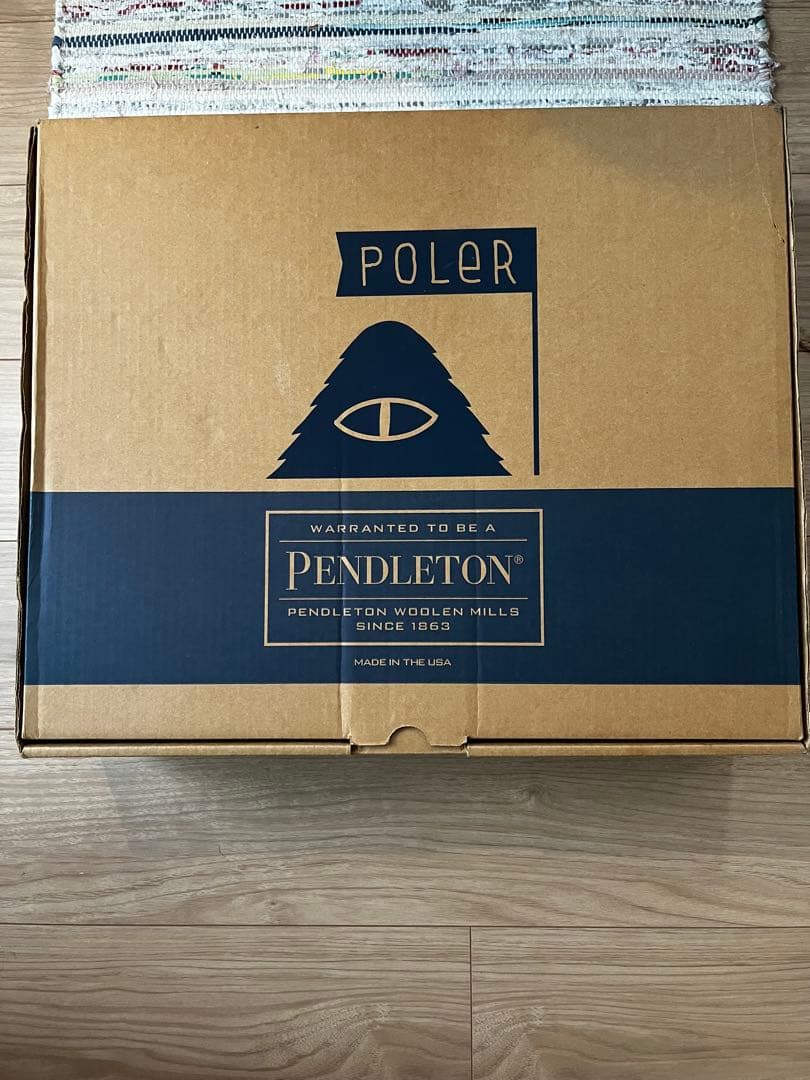 POLeR
WARRANTED TO BE A
PENDLETON®
PENDLETON WOOLEN MILLS
SINCE 1863
MADE IN THE USA